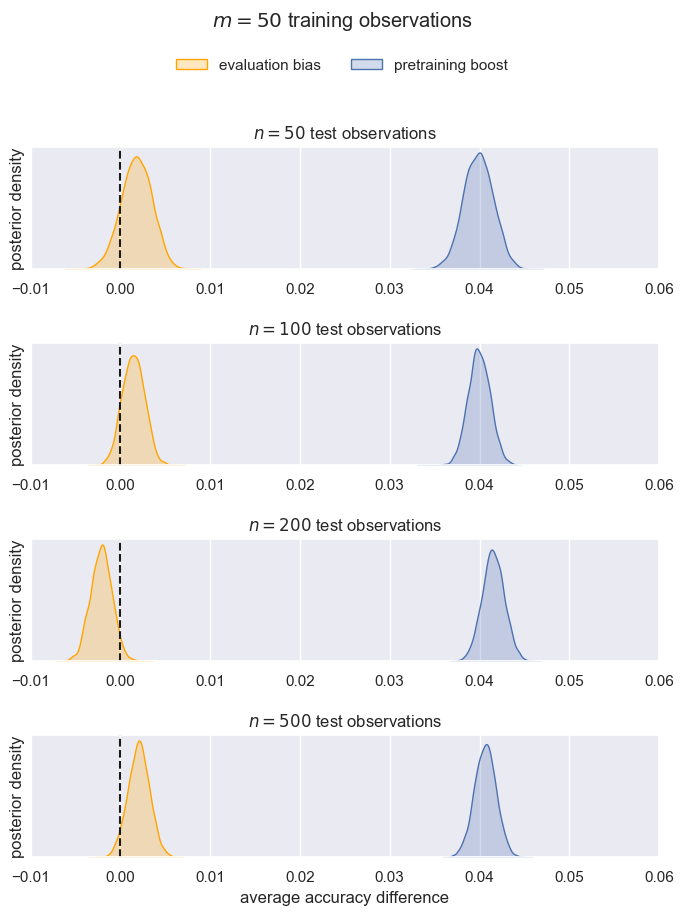 m = 50 training observations
evaluation bias pretraining boost
n = 50 test observations
posterior density
−0.01 0.00 0.01 0.02 0.03 0.04 0.05 0.06
n = 100 test observations
posterior density
−0.01 0.00 0.01 0.02 0.03 0.04 0.05 0.06
n = 200 test observations
posterior density
−0.01 0.00 0.01 0.02 0.03 0.04 0.05 0.06
n = 500 test observations
posterior density
−0.01 0.00 0.01 0.02 0.03 0.04 0.05 0.06
average accuracy difference